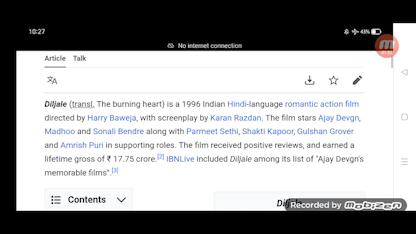 10:27
48%
No internet connection
Article Talk
Diljale (transl. The burning heart) is a 1996 Indian Hindi-language romantic action film
directed by Harry Baweja, with screenplay by Karan Razdan. The film stars Ajay Devgn,
Madhoo and Sonali Bendre along with Parmeet Sethi, Shakti Kapoor, Gulshan Grover
and Amrish Puri in supporting roles. The film received positive reviews, and earned a
lifetime gross of ₹ 17.75 crore.[2] IBNLive included Diljale among its list of "Ajay Devgn's
memorable films".[3]
Contents
Recorded by Mobizen